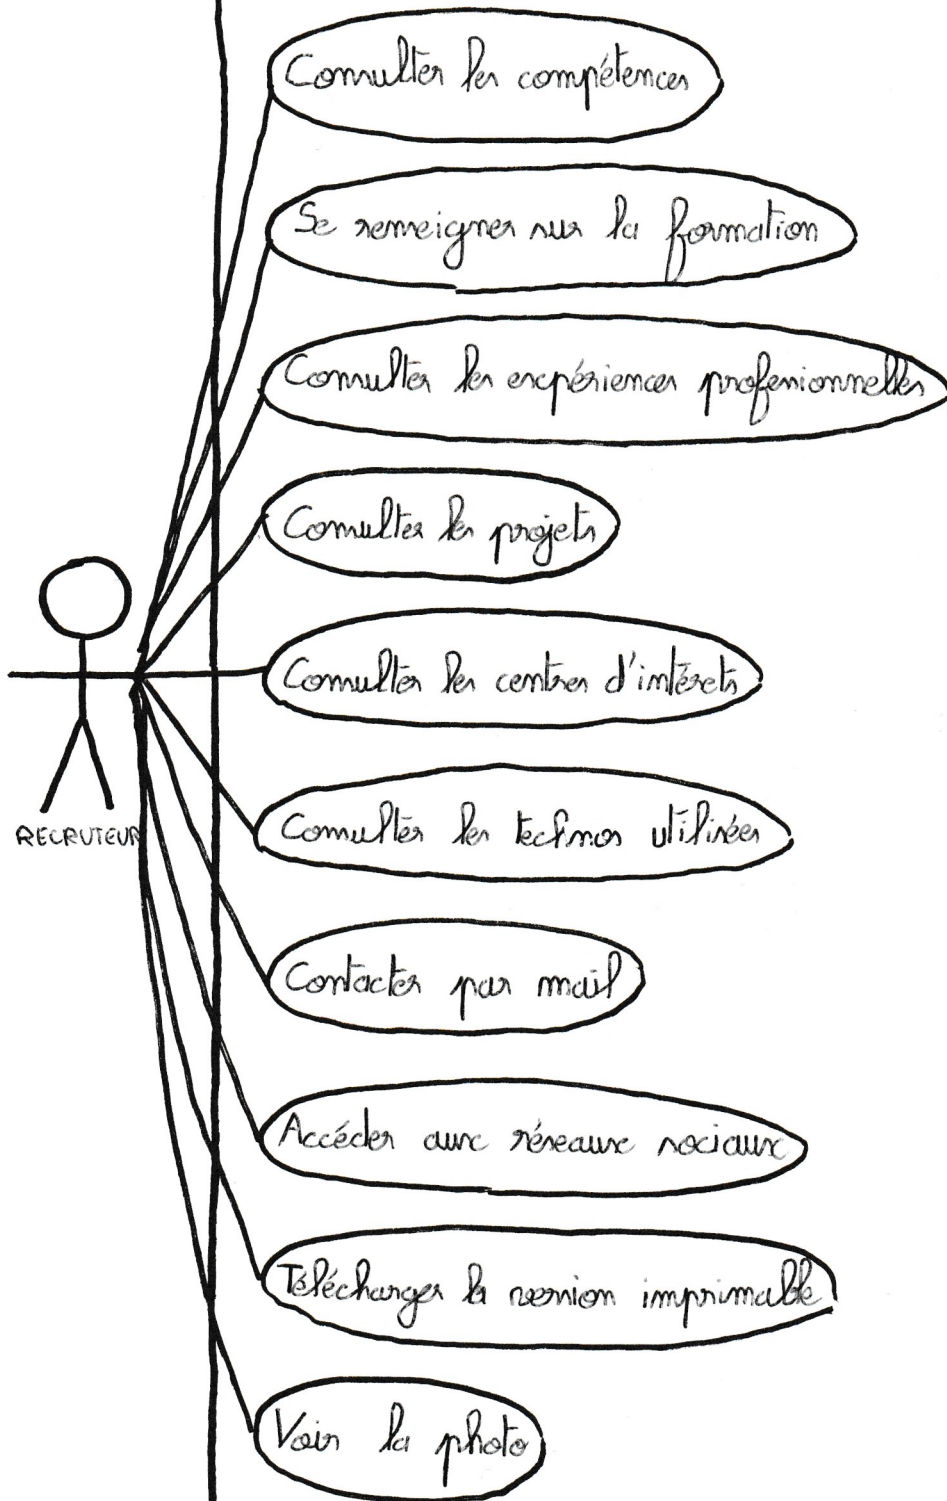 Consulter les compétences
Se renseigner sur la formation
Consulter les expériences professionnelles
Consulter les projets
Consulter les centres d'intérets
Consulter les technos utilisées
RECRUTEUR
Contacter par mail
Accéder aux réseaux sociaux
Télécharger la version imprimable
Voir la photo